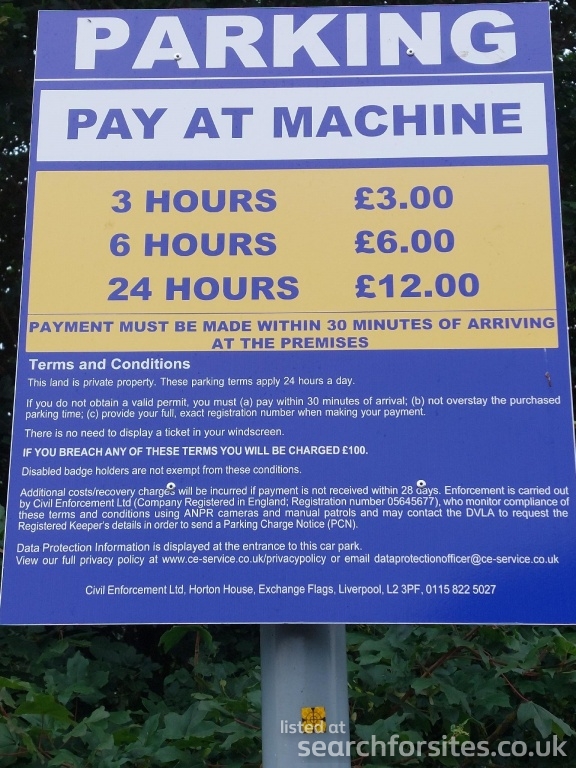 PARKING
PAY AT MACHINE
3 HOURS £3.00
6 HOURS £6.00
24 HOURS £12.00
PAYMENT MUST BE MADE WITHIN 30 MINUTES OF ARRIVING
AT THE PREMISES
Terms and Conditions
This land is private property. These parking terms apply 24 hours a day.
If you do not obtain a valid permit, you must (a) pay within 30 minutes of arrival; (b) not overstay the purchased
parking time; (c) provide your full, exact registration number when making your payment.
There is no need to display a ticket in your windscreen.
IF YOU BREACH ANY OF THESE TERMS YOU WILL BE CHARGED £100.
Disabled badge holders are not exempt from these conditions.
Additional costs/recovery charges will be incurred if payment is not received within 28 days. Enforcement is carried out
by Civil Enforcement Ltd (Company Registered in England; Registration number 05645677), who monitor compliance of
these terms and conditions using ANPR cameras and manual patrols and may contact the DVLA to request the
Registered Keeper's details in order to send a Parking Charge Notice (PCN).
Data Protection Information is displayed at the entrance to this car park.
View our full privacy policy at www.ce-service.co.uk/privacypolicy or email dataprotectionofficer@ce-service.co.uk
Civil Enforcement Ltd, Horton House, Exchange Flags, Liverpool, L2 3PF, 0115 822 5027
listed at
searchforsites.co.uk